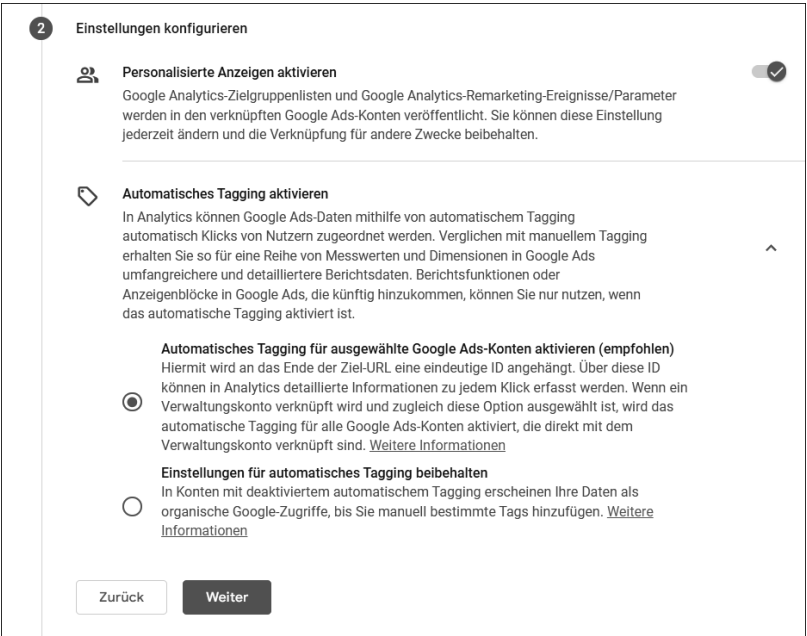 2 Einstellungen konfigurieren
Personalisierte Anzeigen aktivieren
Google Analytics-Zielgruppenlisten und Google Analytics-Remarketing-Ereignisse/Parameter
werden in den verknüpften Google Ads-Konten veröffentlicht. Sie können diese Einstellung
jederzeit ändern und die Verknüpfung für andere Zwecke beibehalten.
Automatisches Tagging aktivieren
In Analytics können Google Ads-Daten mithilfe von automatischem Tagging
automatisch Klicks von Nutzern zugeordnet werden. Verglichen mit manuellem Tagging
erhalten Sie so für eine Reihe von Messwerten und Dimensionen in Google Ads
umfangreichere und detailliertere Berichtsdaten. Berichtsfunktionen oder
Anzeigenblöcke in Google Ads, die künftig hinzukommen, können Sie nur nutzen, wenn
das automatische Tagging aktiviert ist.
Automatisches Tagging für ausgewählte Google Ads-Konten aktivieren (empfohlen)
Hiermit wird an das Ende der Ziel-URL eine eindeutige ID angehängt. Über diese ID
können in Analytics detaillierte Informationen zu jedem Klick erfasst werden. Wenn ein
Verwaltungskonto verknüpft wird und zugleich diese Option ausgewählt ist, wird das
automatische Tagging für alle Google Ads-Konten aktiviert, die direkt mit dem
Verwaltungskonto verknüpft sind. Weitere Informationen
Einstellungen für automatisches Tagging beibehalten
In Konten mit deaktiviertem automatischem Tagging erscheinen Ihre Daten als
organische Google-Zugriffe, bis Sie manuell bestimmte Tags hinzufügen. Weitere
Informationen
Zurück Weiter